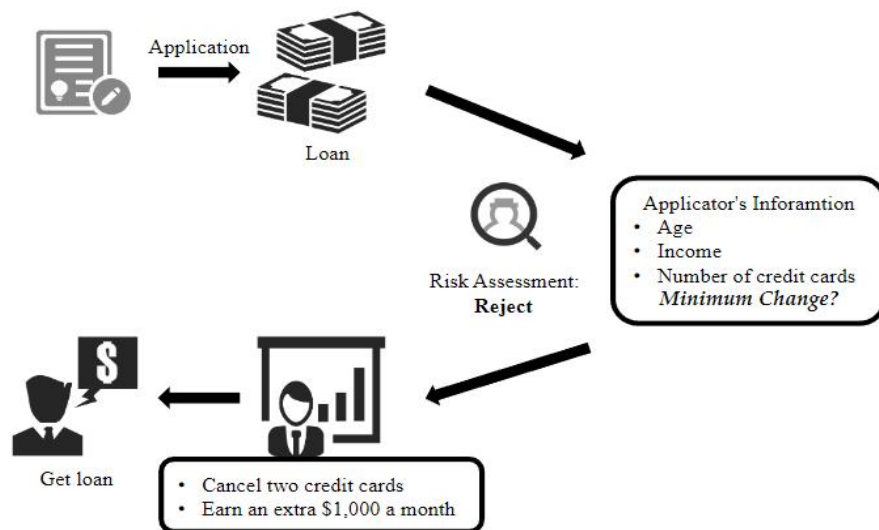 Application
Loan
Applicator's Inforamtion
• Age
• Income
• Number of credit cards
Minimum Change?
Risk Assessment:
Reject
$
Get loan
• Cancel two credit cards
• Earn an extra $1,000 a month